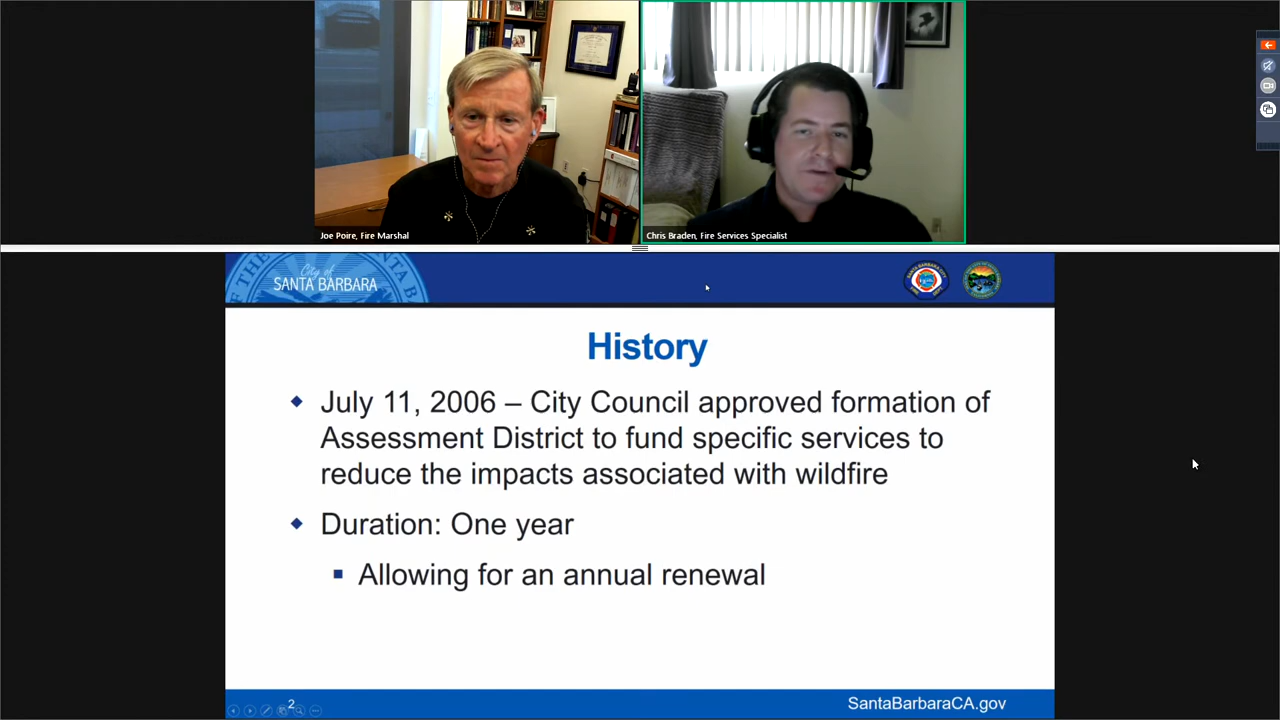 Joe Poire, Fire Marshal
Chris Braden, Fire Services Specialist
City of
SANTA BARBARA
History
July 11, 2006 – City Council approved formation of
Assessment District to fund specific services to
reduce the impacts associated with wildfire
Duration: One year
Allowing for an annual renewal
2
SantaBarbaraCA.gov